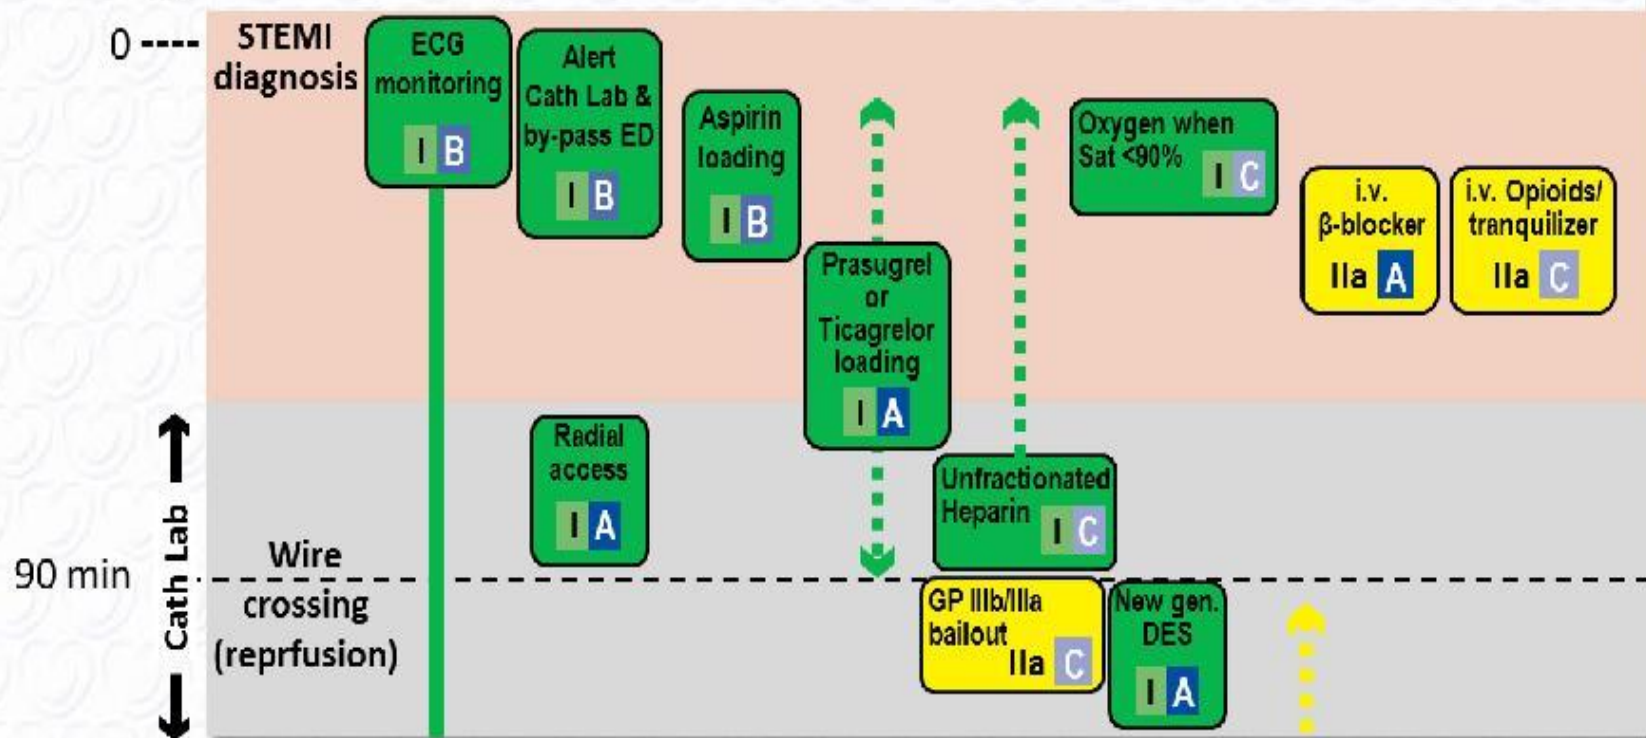 0 ----
STEMI
diagnosis
ECG
monitoring
I B
Alert
Cath Lab &
by-pass ED
I B
Aspirin
loading
I B
Prasugrel
or
Ticagrelor
loading
I A
Oxygen when
Sat <90%
I C
i.v.
β-blocker
IIa A
i.v. Opioids/
tranquilizer
IIa C
Radial
access
I A
Unfractionated
Heparin
I C
Cath Lab
90 min
Wire
crossing
(reprfusion)
GP IIIb/IIIa
bailout
IIa C
New gen.
DES
I A